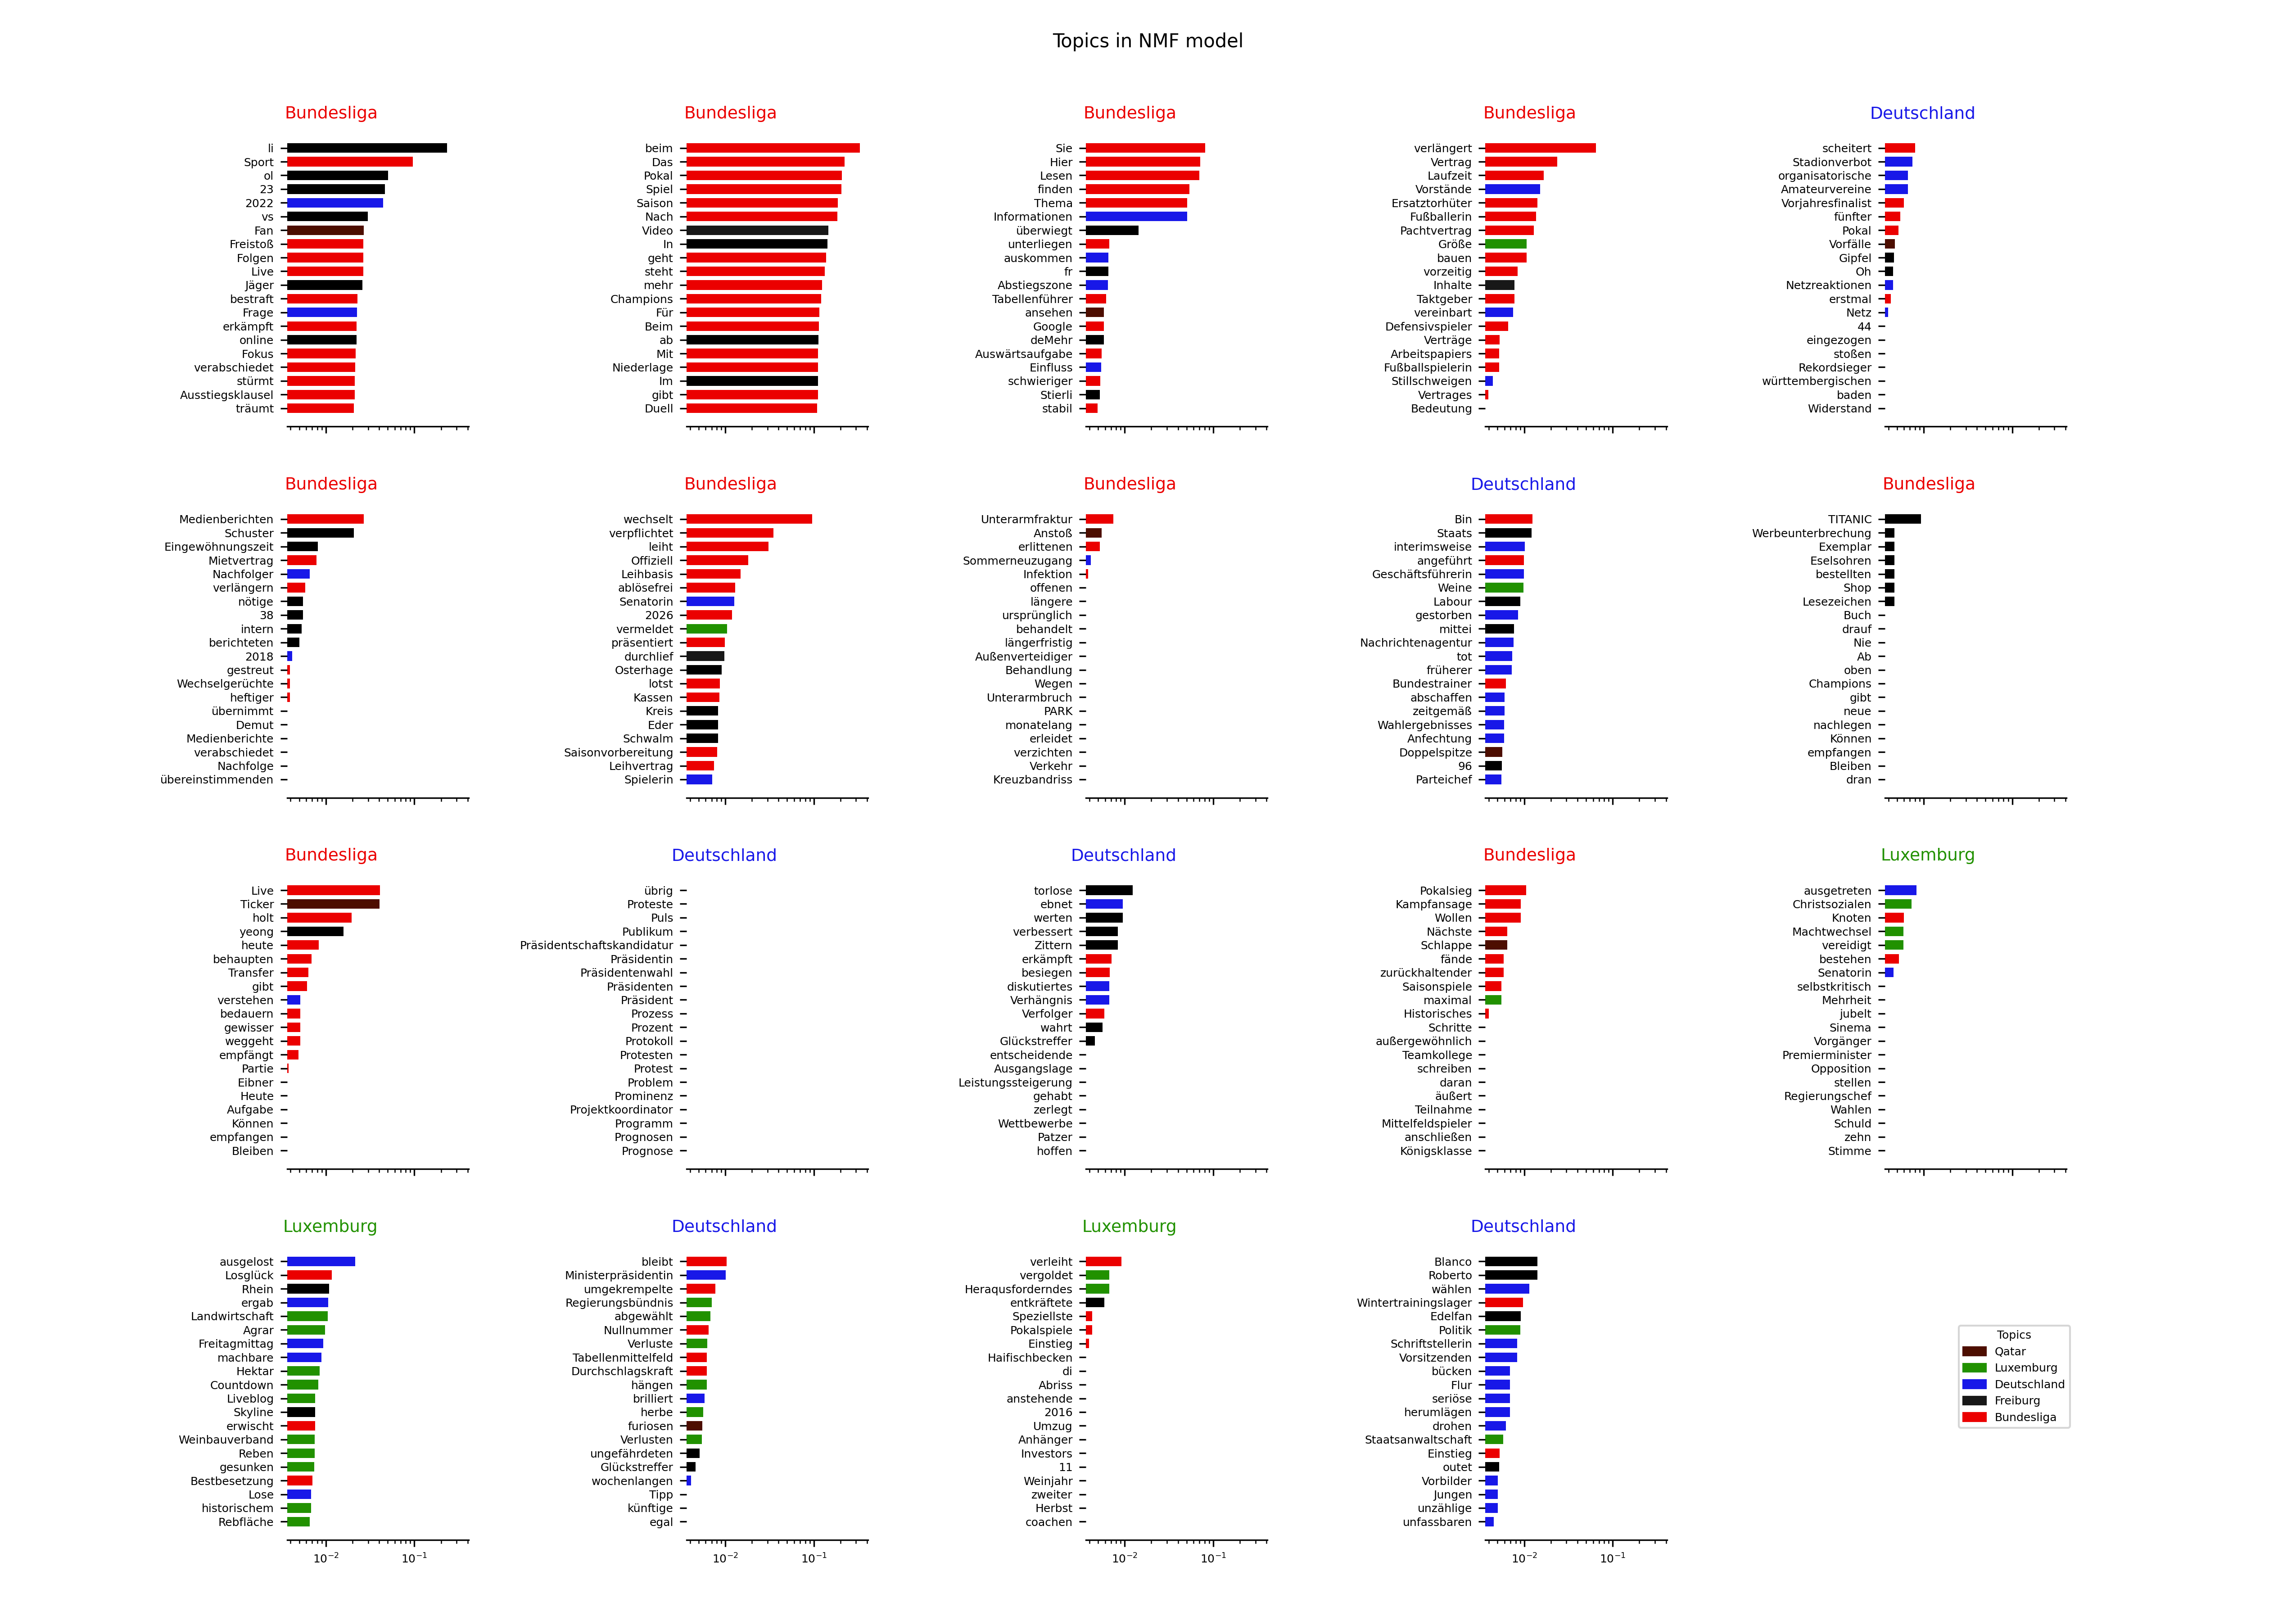 Topics in NMF model
Bundesliga
li
Sport
ol
23
2022
vs
Fan
Freistoß
Folgen
Live
Jäger
bestraft
Frage
erkämpft
online
Fokus
verabschiedet
stürmt
Ausstiegsklausel
träumt
Bundesliga
beim
Das
Pokal
Spiel
Saison
Nach
Video
In
geht
steht
mehr
Champions
Für
Beim
ab
Mit
Niederlage
Im
gibt
Duell
Bundesliga
Sie
Hier
Lesen
finden
Thema
Informationen
überwiegt
unterliegen
auskommen
fr
Abstiegszone
Tabellenführer
ansehen
Google
deMehr
Auswärtsaufgabe
Einfluss
schwieriger
Stierli
stabil
Bundesliga
verlängert
Vertrag
Laufzeit
Vorstände
Ersatztorhüter
Fußballerin
Pachtvertrag
Größe
bauen
vorzeitig
Inhalte
Taktgeber
vereinbart
Defensivspieler
Verträge
Arbeitspapiers
Fußballspielerin
Stillschweigen
Vertrages
Bedeutung
Deutschland
scheitert
Stadionverbot
organisatorische
Amateurvereine
Vorjahresfinalist
fünfter
Pokal
Vorfälle
Gipfel
Oh
Netzreaktionen
erstmal
Netz
44
eingezogen
stoßen
Rekordsieger
württembergischen
baden
Widerstand
Bundesliga
Medienberichten
Schuster
Eingewöhnungszeit
Mietvertrag
Nachfolger
verlängern
nötige
38
intern
berichteten
2018
gestreut
Wechselgerüchte
heftiger
übernimmt
Demut
Medienberichte
verabschiedet
Nachfolge
übereinstimmenden
Bundesliga
wechselt
verpflichtet
leiht
Offiziell
Leihbasis
ablösefrei
Senatorin
2026
vermeldet
präsentiert
durchlief
Osterhage
lotst
Kassen
Kreis
Eder
Schwalm
Saisonvorbereitung
Leihvertrag
Spielerin
Bundesliga
Unterarmfraktur
Anstoß
erlittenen
Sommerneuzugang
Infektion
offenen
längere
ursprünglich
behandelt
längerfristig
Außenverteidiger
Behandlung
Wegen
Unterarmbruch
PARK
monatelang
erleidet
verzichten
Verkehr
Kreuzbandriss
Deutschland
Bin
Staats
interimsweise
angeführt
Geschäftsführerin
Weine
Labour
gestorben
mittei
Nachrichtenagentur
tot
früherer
Bundestrainer
abschaffen
zeitgemäß
Wahlergebnisses
Anfechtung
Doppelspitze
96
Parteichef
Bundesliga
TITANIC
Werbeunterbrechung
Exemplar
Eselsohren
bestellten
Shop
Lesezeichen
Buch
drauf
Nie
Ab
oben
Champions
gibt
neue
nachlegen
Können
empfangen
Bleiben
dran
Bundesliga
Live
Ticker
holt
yeong
heute
behaupten
Transfer
gibt
verstehen
bedauern
gewisser
weggeht
empfängt
Partie
Eibner
Heute
Aufgabe
Können
empfangen
Bleiben
Deutschland
übrig
Proteste
Puls
Publikum
Präsidentschaftskandidatur
Präsidentin
Präsidentenwahl
Präsidenten
Präsident
Prozess
Prozent
Protokoll
Protesten
Protest
Problem
Prominenz
Projektkoordinator
Programm
Prognosen
Prognose
Deutschland
torlose
ebnet
werten
verbessert
Zittern
erkämpft
besiegen
diskutiertes
Verhängnis
Verfolger
wahrt
Glückstreffer
entscheidende
Ausgangslage
Leistungssteigerung
gehabt
zerlegt
Wettbewerbe
Patzer
hoffen
Bundesliga
Pokalsieg
Kampfansage
Wollen
Nächste
Schlappe
fände
zurückhaltender
Saisonspiele
maximal
Historisches
Schritte
außergewöhnlich
Teamkollege
schreiben
daran
äußert
Teilnahme
Mittelfeldspieler
anschließen
Königsklasse
Luxemburg
ausgetreten
Christsozialen
Knoten
Machtwechsel
vereidigt
bestehen
Senatorin
selbstkritisch
Mehrheit
jubelt
Sinema
Vorgänger
Premierminister
Opposition
stellen
Regierungschef
Wahlen
Schuld
zehn
Stimme
Luxemburg
ausgelost
Losglück
Rhein
ergab
Landwirtschaft
Agrar
Freitagmittag
machbare
Hektar
Countdown
Liveblog
Skyline
erwischt
Weinbauverband
Reben
gesunken
Bestbesetzung
Lose
historischem
Rebfläche
10⁻² 10⁻¹
Deutschland
bleibt
Ministerpräsidentin
umgekrempelte
Regierungsbündnis
abgewählt
Nullnummer
Verluste
Tabellenmittelfeld
Durchschlagskraft
hängen
brilliert
herbe
furiosen
Verlusten
ungefährdeten
Glückstreffer
wochenlangen
Tipp
künftige
egal
10⁻² 10⁻¹
Luxemburg
verleiht
vergoldet
Heraqusforderndes
entkräftete
Speziellste
Pokalspiele
Einstieg
Haifischbecken
di
Abriss
anstehende
2016
Umzug
Anhänger
Investors
11
Weinjahr
zweiter
Herbst
coachen
10⁻² 10⁻¹
Deutschland
Blanco
Roberto
wählen
Wintertrainingslager
Edelfan
Politik
Schriftstellerin
Vorsitzenden
bücken
Flur
seriöse
herumlägen
drohen
Staatsanwaltschaft
Einstieg
outet
Vorbilder
Jungen
unzählige
unfassbaren
10⁻² 10⁻¹
Topics
Qatar
Luxemburg
Deutschland
Freiburg
Bundesliga